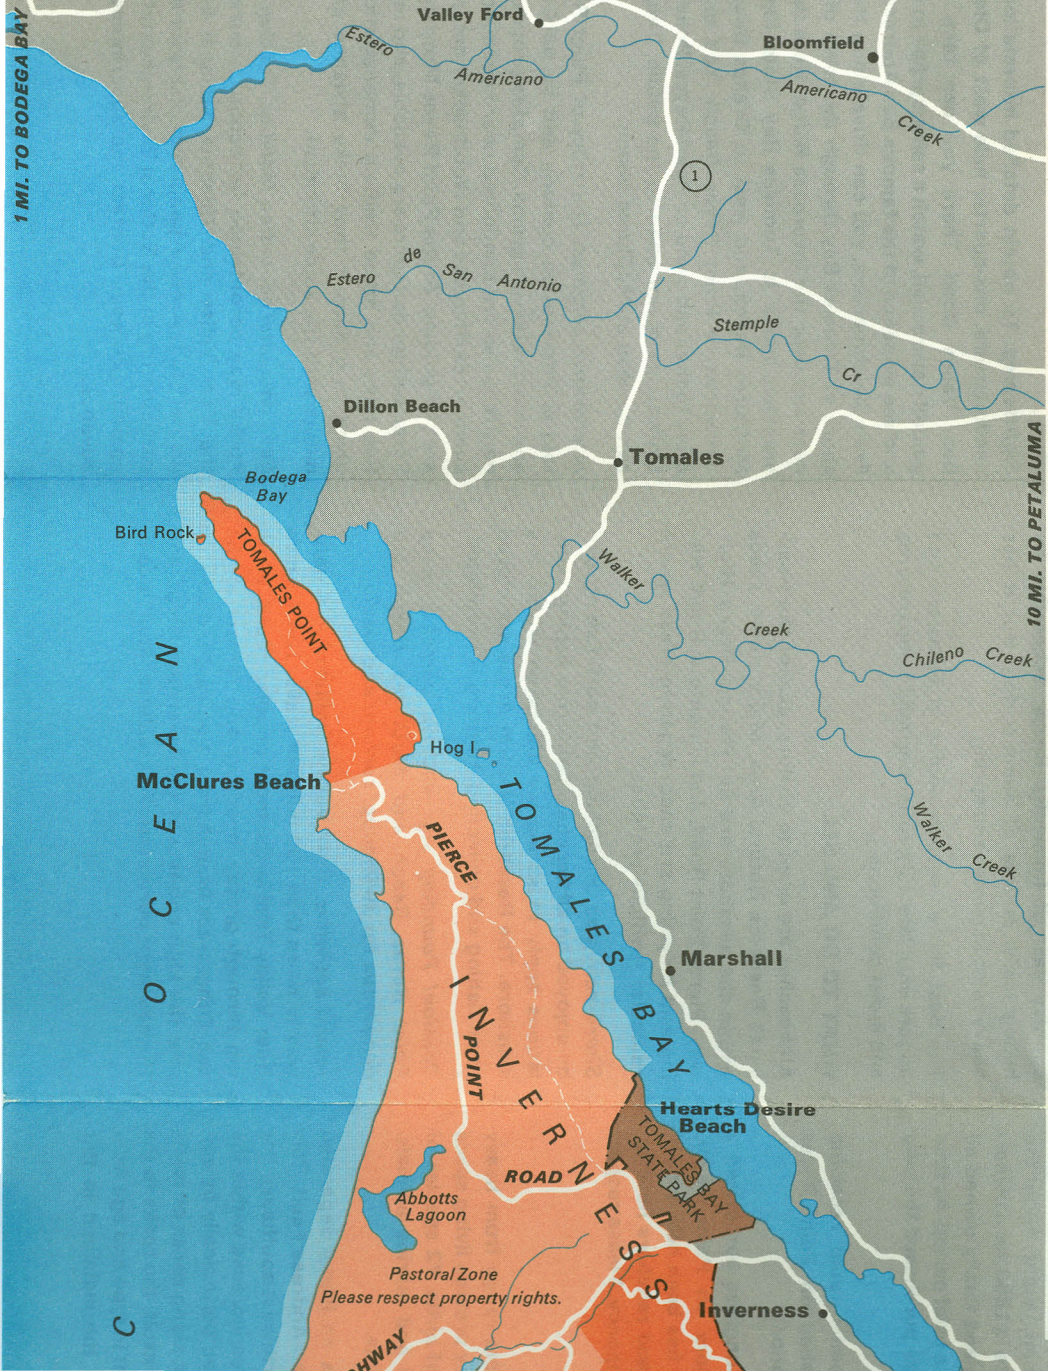 Valley Ford
1 MI. TO BODEGA BAY
Estero
Americano
Bloomfield
Americano
Creek
1
Estero
de
San
Antonio
Stemple
Cr
Dillon Beach
Tomales
10 MI. TO PETALUMA
Bodega
Bay
Bird Rock
TOMALES POINT
Walker
Creek
Chileno Creek
Walker
Creek
Hog I
McClures Beach
OCEAN
TOMALES BAY
PIERCE
POINT
ROAD
Marshall
INVERNESS
Hearts Desire
Beach
TOMALES BAY
STATE PARK
Abbotts
Lagoon
Pastoral Zone
Please respect property rights.
Inverness
C
HWAY